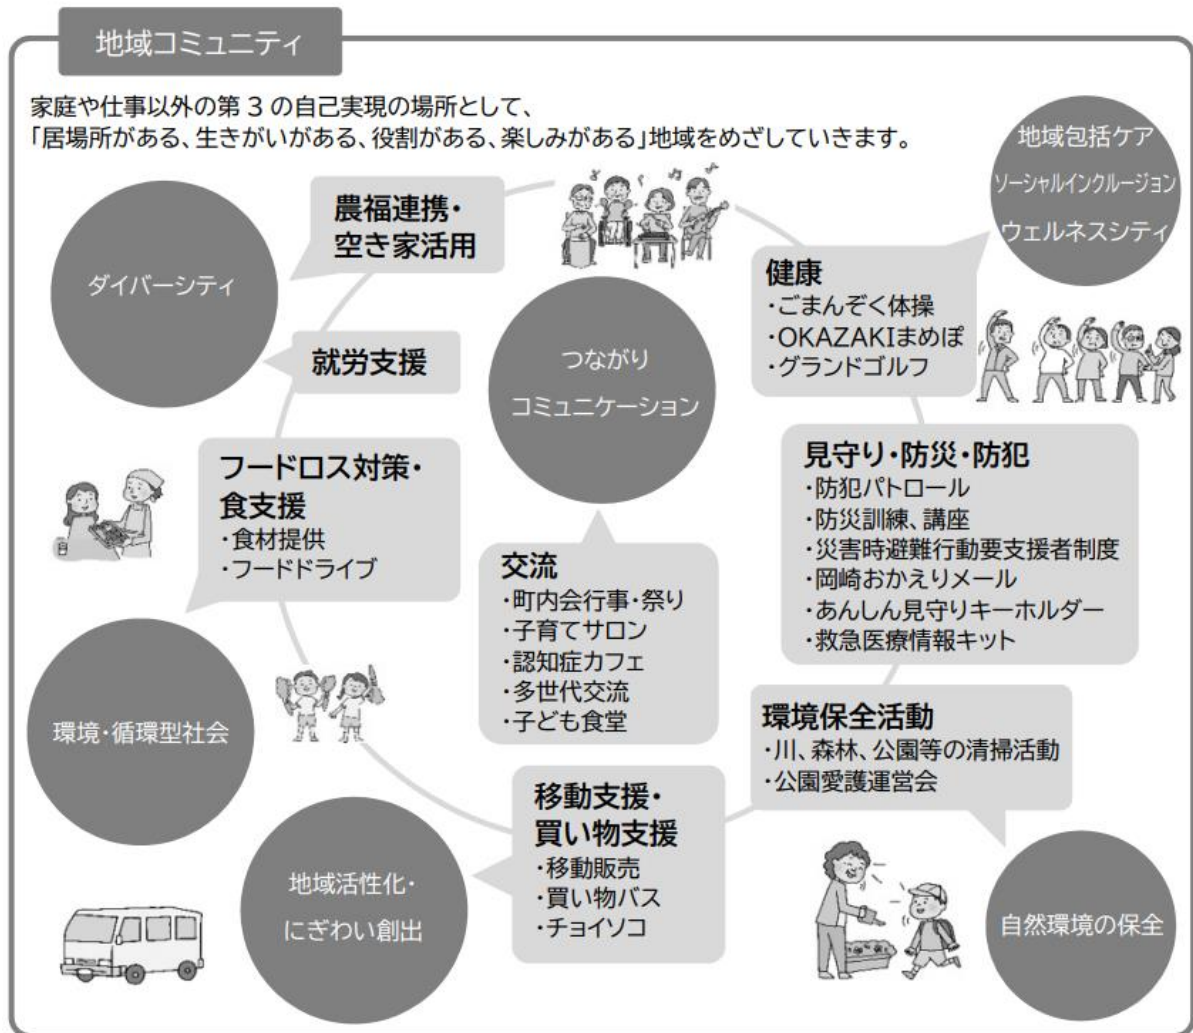 地域コミュニティ
家庭や仕事以外の第３の自己実現の場所として、
「居場所がある、生きがいがある、役割がある、楽しみがある」地域をめざしていきます。
地域包括ケア
ソーシャルインクルージョン
ウェルネスシティ
農福連携・
空き家活用
ダイバーシティ
健康
・ごまんぞく体操
・OKAZAKIまめぽ
・グランドゴルフ
就労支援
つながり
コミュニケーション
フードロス対策・
食支援
・食材提供
・フードドライブ
見守り・防災・防犯
・防犯パトロール
・防災訓練、講座
・災害時避難行動要支援者制度
・岡崎おかえりメール
・あんしん見守りキーホルダー
・救急医療情報キット
交流
・町内会行事・祭り
・子育てサロン
・認知症カフェ
・多世代交流
・子ども食堂
環境・循環型社会
環境保全活動
・川、森林、公園等の清掃活動
・公園愛護運営会
移動支援・
買い物支援
・移動販売
・買い物バス
・チョイソコ
地域活性化・
にぎわい創出
自然環境の保全